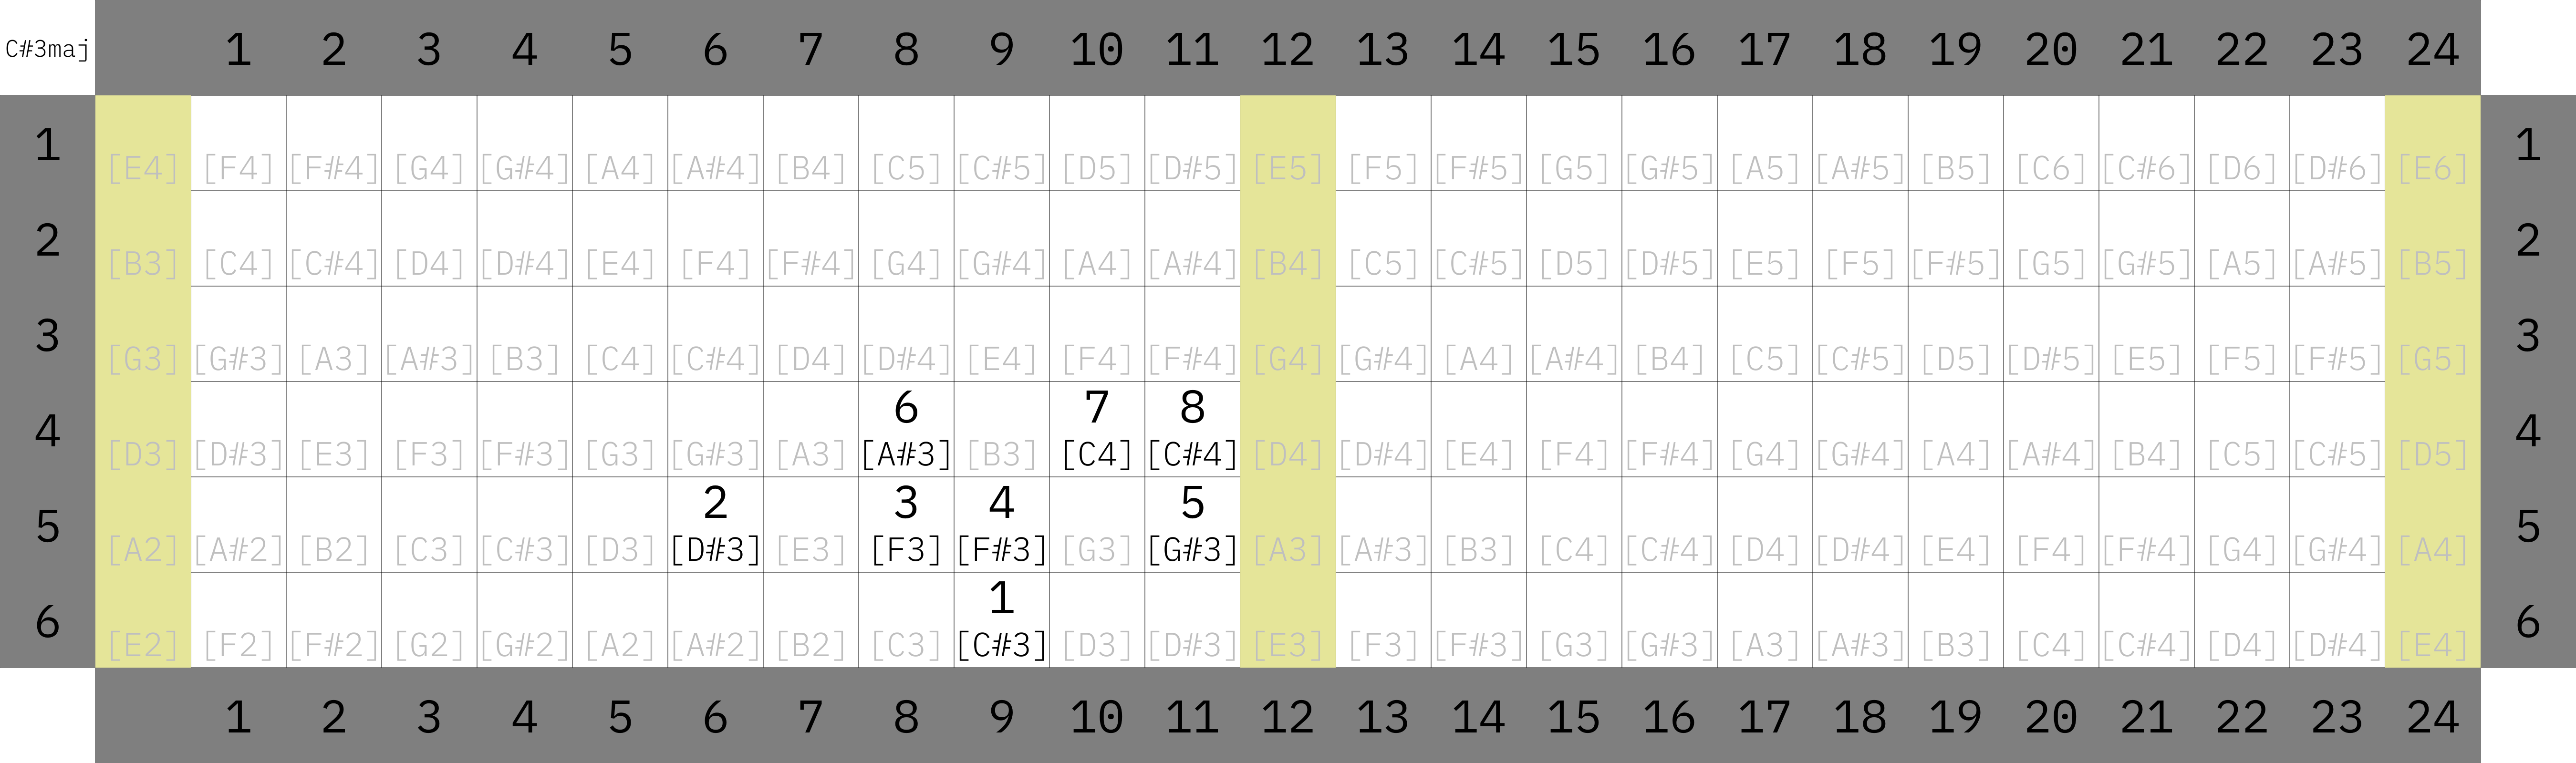 C#3maj 1 2 3 4 5 6 7 8 9 10 11 12 13 14 15 16 17 18 19 20 21 22 23 24
1 [E4] [F4] [F#4] [G4] [G#4] [A4] [A#4] [B4] [C5] [C#5] [D5] [D#5] [E5] [F5] [F#5] [G5] [G#5] [A5] [A#5] [B5] [C6] [C#6] [D6] [D#6] [E6] 1
2 [B3] [C4] [C#4] [D4] [D#4] [E4] [F4] [F#4] [G4] [G#4] [A4] [A#4] [B4] [C5] [C#5] [D5] [D#5] [E5] [F5] [F#5] [G5] [G#5] [A5] [A#5] [B5] 2
3 [G3] [G#3] [A3] [A#3] [B3] [C4] [C#4] [D4] [D#4] [E4] [F4] [F#4] [G4] [G#4] [A4] [A#4] [B4] [C5] [C#5] [D5] [D#5] [E5] [F5] [F#5] [G5] 3
6 7 8
4 [D3] [D#3] [E3] [F3] [F#3] [G3] [G#3] [A3] [A#3] [B3] [C4] [C#4] [D4] [D#4] [E4] [F4] [F#4] [G4] [G#4] [A4] [A#4] [B4] [C5] [C#5] [D5] 4
2 3 4 5
5 [A2] [A#2] [B2] [C3] [C#3] [D3] [D#3] [E3] [F3] [F#3] [G3] [G#3] [A3] [A#3] [B3] [C4] [C#4] [D4] [D#4] [E4] [F4] [F#4] [G4] [G#4] [A4] 5
1
6 [E2] [F2] [F#2] [G2] [G#2] [A2] [A#2] [B2] [C3] [C#3] [D3] [D#3] [E3] [F3] [F#3] [G3] [G#3] [A3] [A#3] [B3] [C4] [C#4] [D4] [D#4] [E4] 6
1 2 3 4 5 6 7 8 9 10 11 12 13 14 15 16 17 18 19 20 21 22 23 24